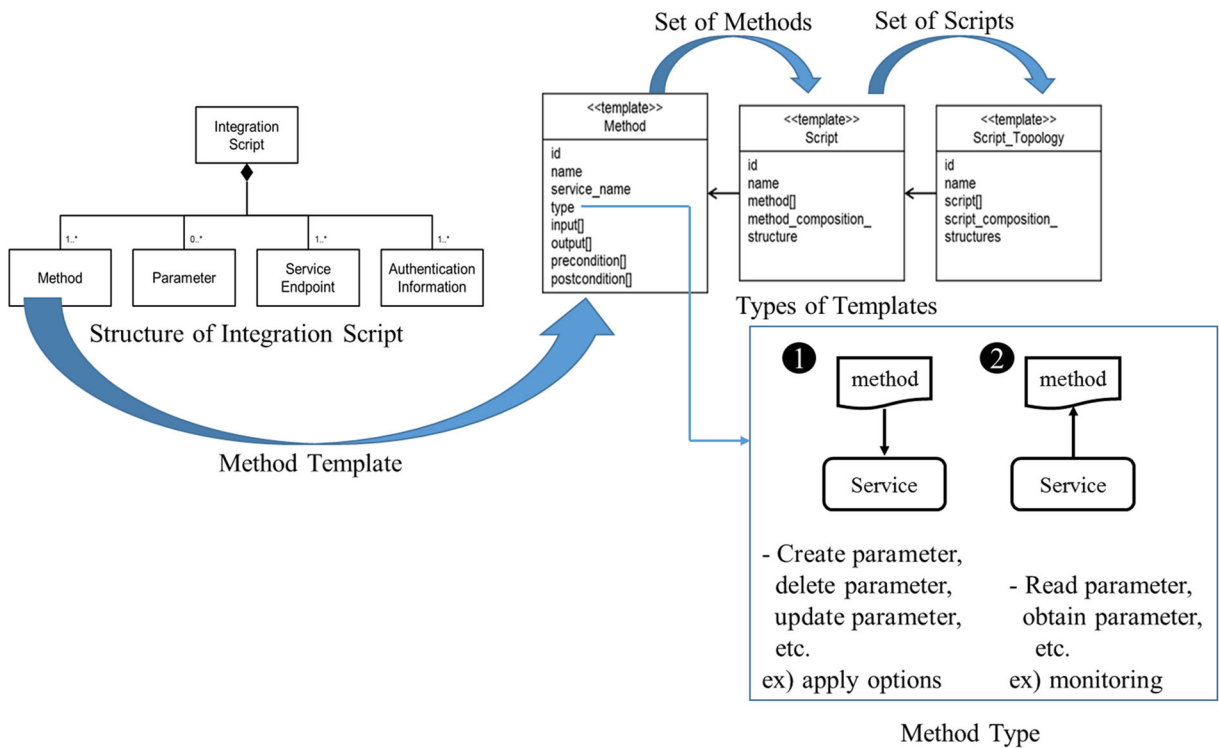 Set of Methods
Set of Scripts
Integration
Script
1..*
0..*
1..*
1..*
Method
Parameter
Service
Endpoint
Authentication
Information
Structure of Integration Script
Method Template
<<template>>
Method
id
name
service_name
type
input[]
output[]
precondition[]
postcondition[]
<<template>>
Script
id
name
method[]
method_composition_
structure
<<template>>
Script_Topology
id
name
script[]
script_composition_
structures
Types of Templates
1
method
Service
- Create parameter,
delete parameter,
update parameter,
etc.
ex) apply options
2
method
Service
- Read parameter,
obtain parameter,
etc.
ex) monitoring
Method Type